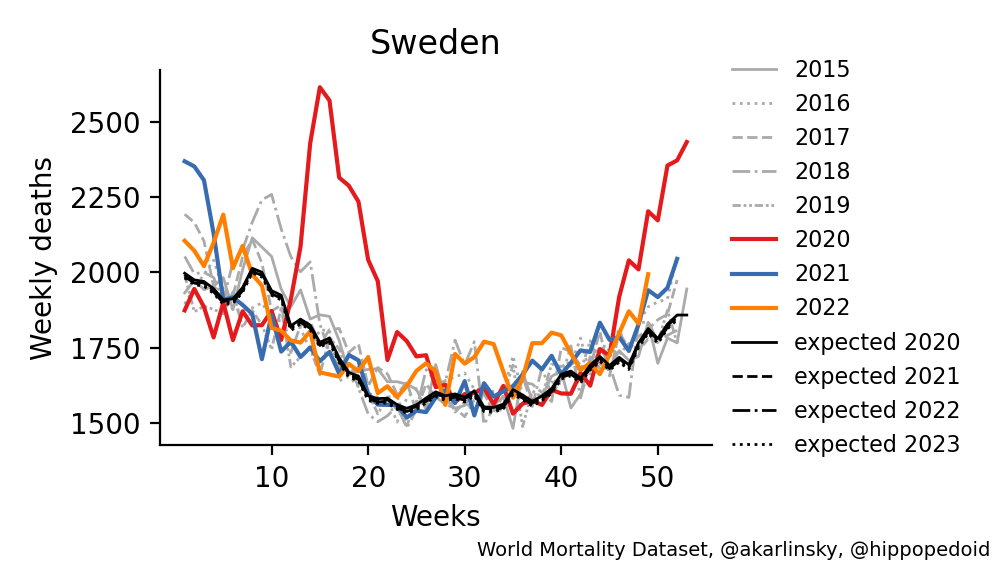 Sweden
Weekly deaths
2500
2250
2000
1750
1500
10 20 30 40 50
Weeks
2015
2016
2017
2018
2019
2020
2021
2022
expected 2020
expected 2021
expected 2022
expected 2023
World Mortality Dataset, @akarlinsky, @hippopedoid